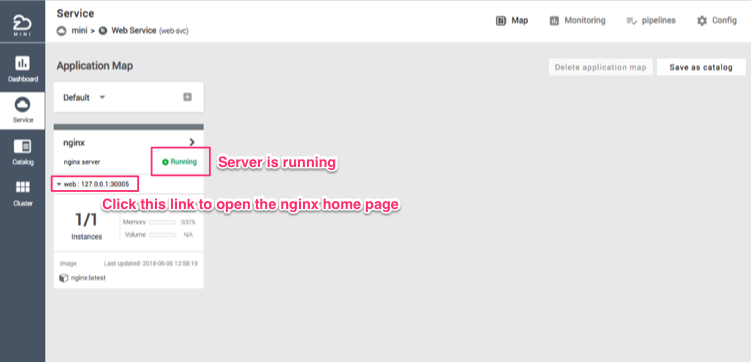 Service
mini > Web Service (web-svc)
Map
Monitoring
pipelines
Config
MINI
Dashboard
Service
Catalog
Cluster
Application Map
Delete application map
Save as catalog
Default
nginx
nginx server
Running
Server is running
web : 127.0.0.1:30005
Click this link to open the nginx home page
1/1
Instances
Memory
Volume
N/A
Image
Last updated: 2018-06-05 12:58:19
nginx:latest